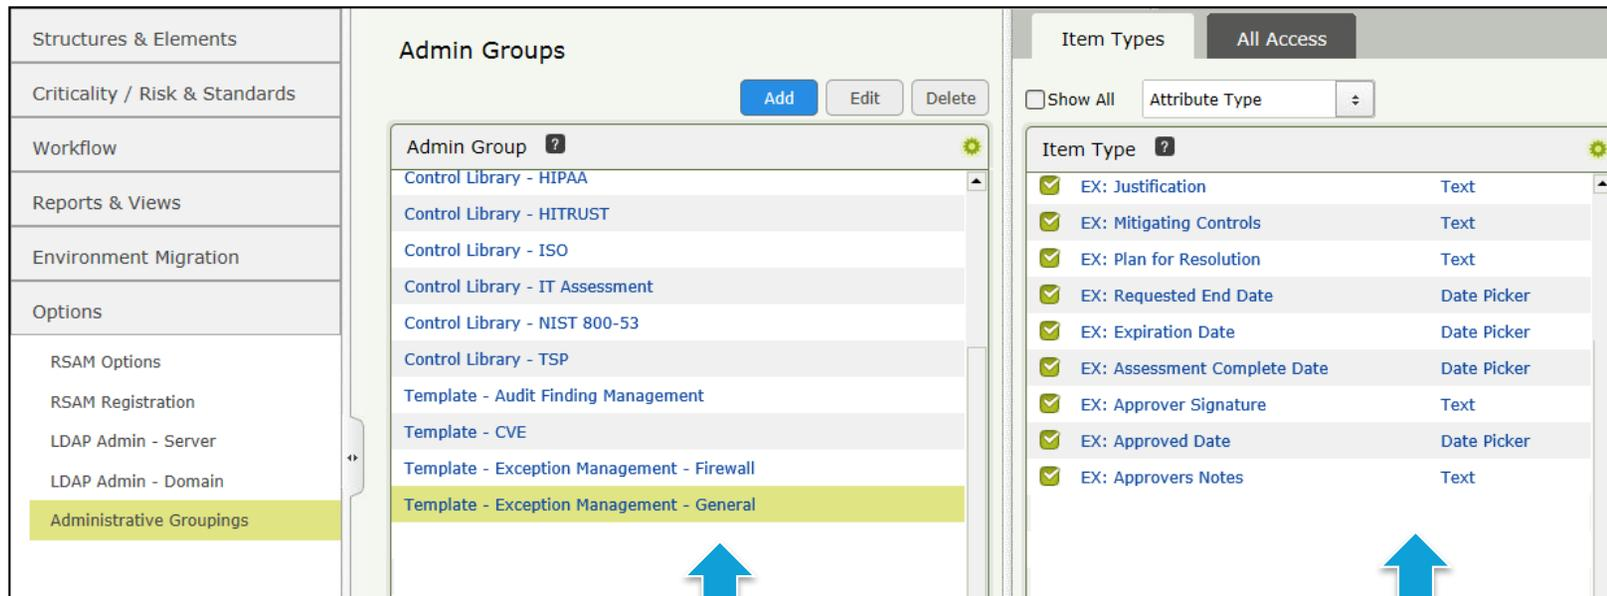 Structures & Elements
Criticality / Risk & Standards
Workflow
Reports & Views
Environment Migration
Options
RSAM Options
RSAM Registration
LDAP Admin - Server
LDAP Admin - Domain
Administrative Groupings
Admin Groups
Add Edit Delete
Admin Group ?
Control Library - HIPAA
Control Library - HITRUST
Control Library - ISO
Control Library - IT Assessment
Control Library - NIST 800-53
Control Library - TSP
Template - Audit Finding Management
Template - CVE
Template - Exception Management - Firewall
Template - Exception Management - General
Item Types All Access
Show All Attribute Type
Item Type ?
EX: Justification Text
EX: Mitigating Controls Text
EX: Plan for Resolution Text
EX: Requested End Date Date Picker
EX: Expiration Date Date Picker
EX: Assessment Complete Date Date Picker
EX: Approver Signature Text
EX: Approved Date Date Picker
EX: Approvers Notes Text